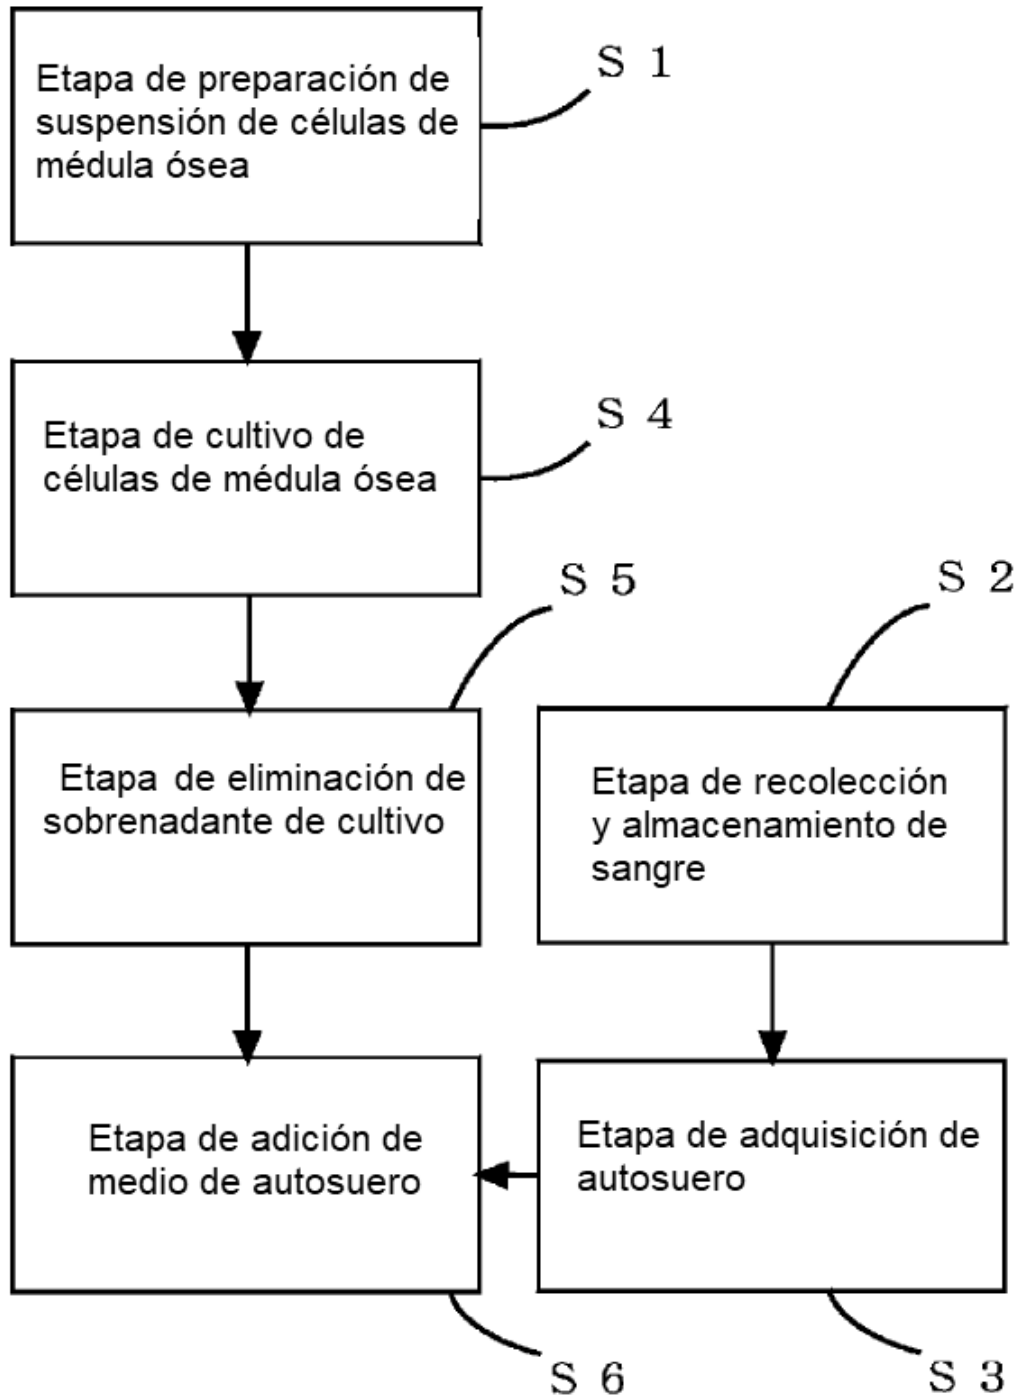 S 1
Etapa de preparación de
suspensión de células de
médula ósea
S 4
Etapa de cultivo de
células de médula ósea
S 5
Etapa de eliminación de
sobrenadante de cultivo
S 2
Etapa de recolección
y almacenamiento de
sangre
Etapa de adición de
medio de autosuero
S 6
Etapa de adquisición de
autosuero
S 3